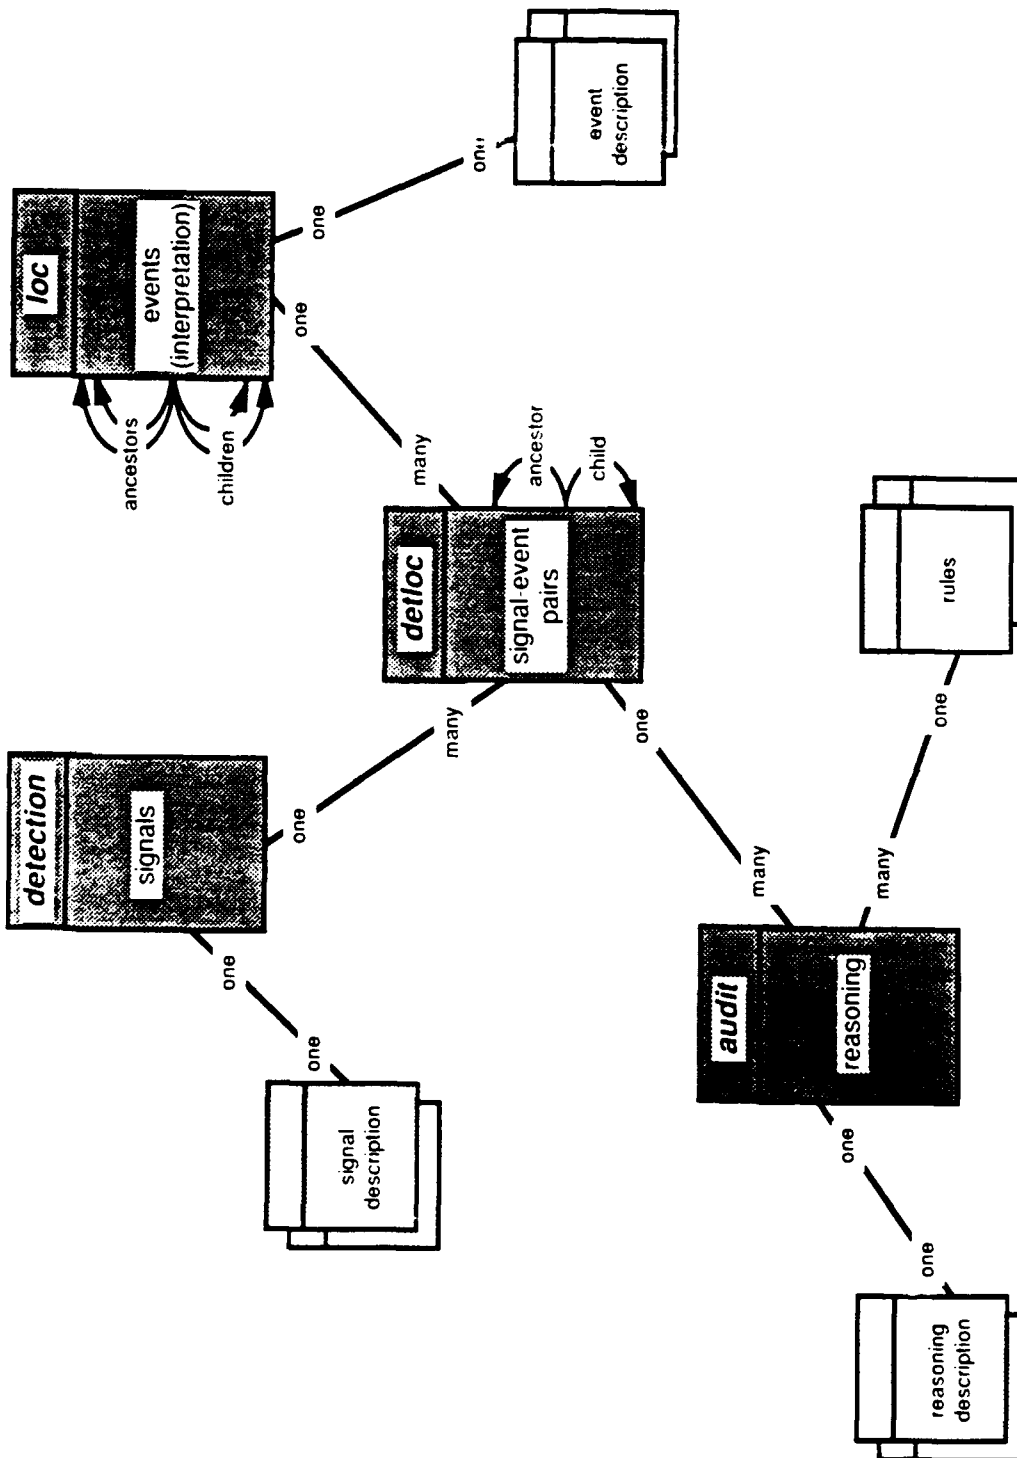 detection
signals
one
one
one
signal
description
loc
events
(interpretation)
ancestors
children
one
one
one
event
description
many
many
detloc
signal-event
pairs
ancestor
child
one
many
audit
reasoning
many
one
rules
one
one
reasoning
description